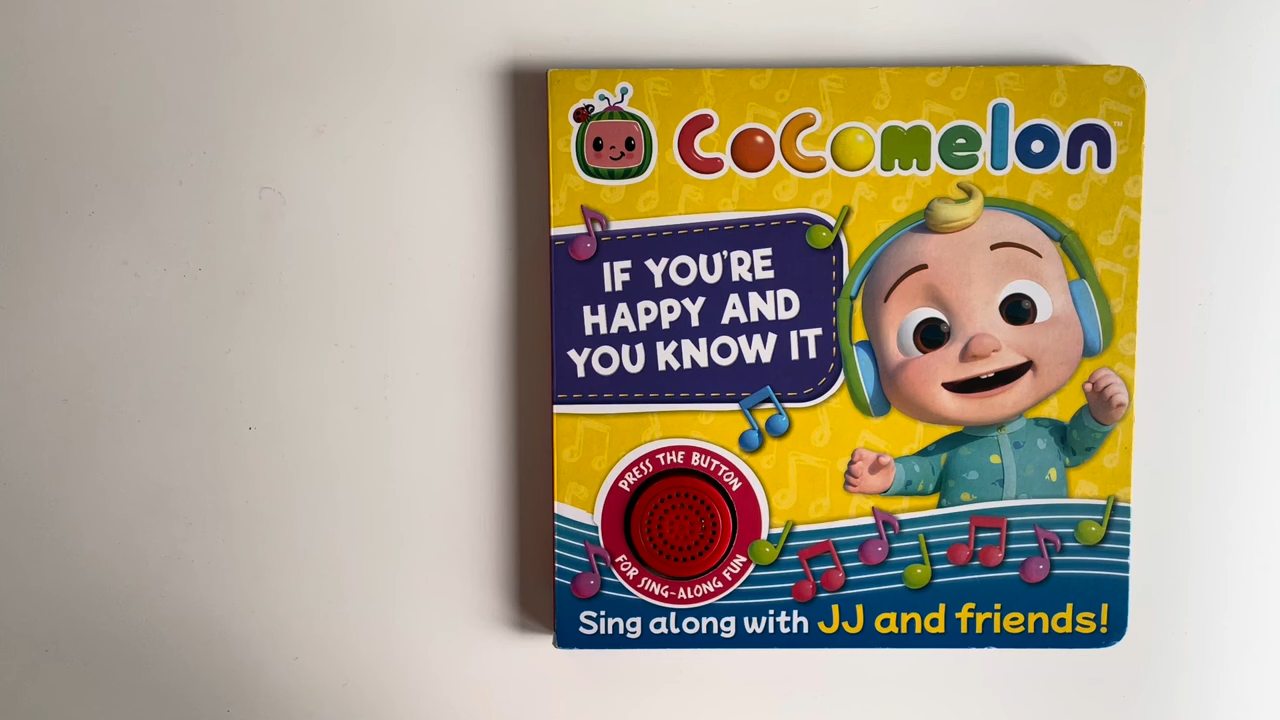 CoComelon™
IF YOU'RE
HAPPY AND
YOU KNOW IT
PRESS THE BUTTON
FOR SING-ALONG FUN
Sing along with JJ and friends!